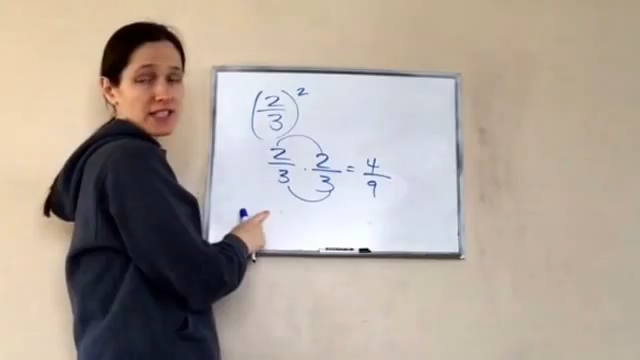 (2/3)²
2/3 · 2/3 = 4/9